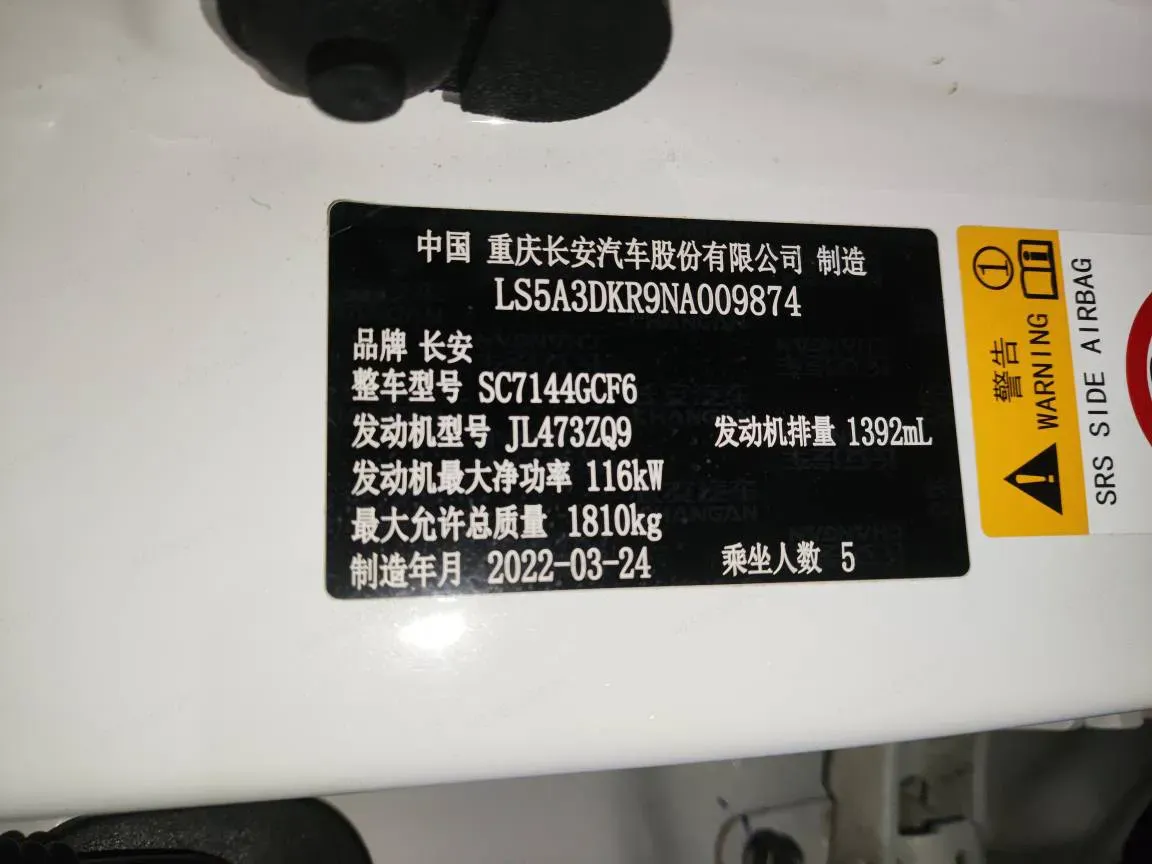 中国 重庆长安汽车股份有限公司 制造
LS5A3DKR9NA009874
品牌 长安
整车型号 SC7144GCF6
发动机型号 JL473ZQ9 发动机排量 1392mL
发动机最大净功率 116kW
最大允许总质量 1810kg
制造年月 2022-03-24 乘坐人数 5
①
警告
WARNING
SRS SIDE AIRBAG